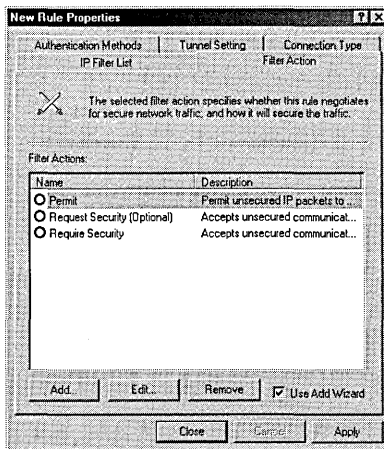 New Rule Properties
Authentication Methods Tunnel Setting Connection Type
IP Filter List Filter Action
The selected filter action specifies whether this rule negotiates
for secure network traffic, and how it will secure the traffic.
Filter Actions:
Name Description
Permit Permit unsecured IP packets to ...
Request Security (Optional) Accepts unsecured communicat...
Require Security Accepts unsecured communicat...
Add... Edit... Remove Use Add Wizard
Close Cancel Apply